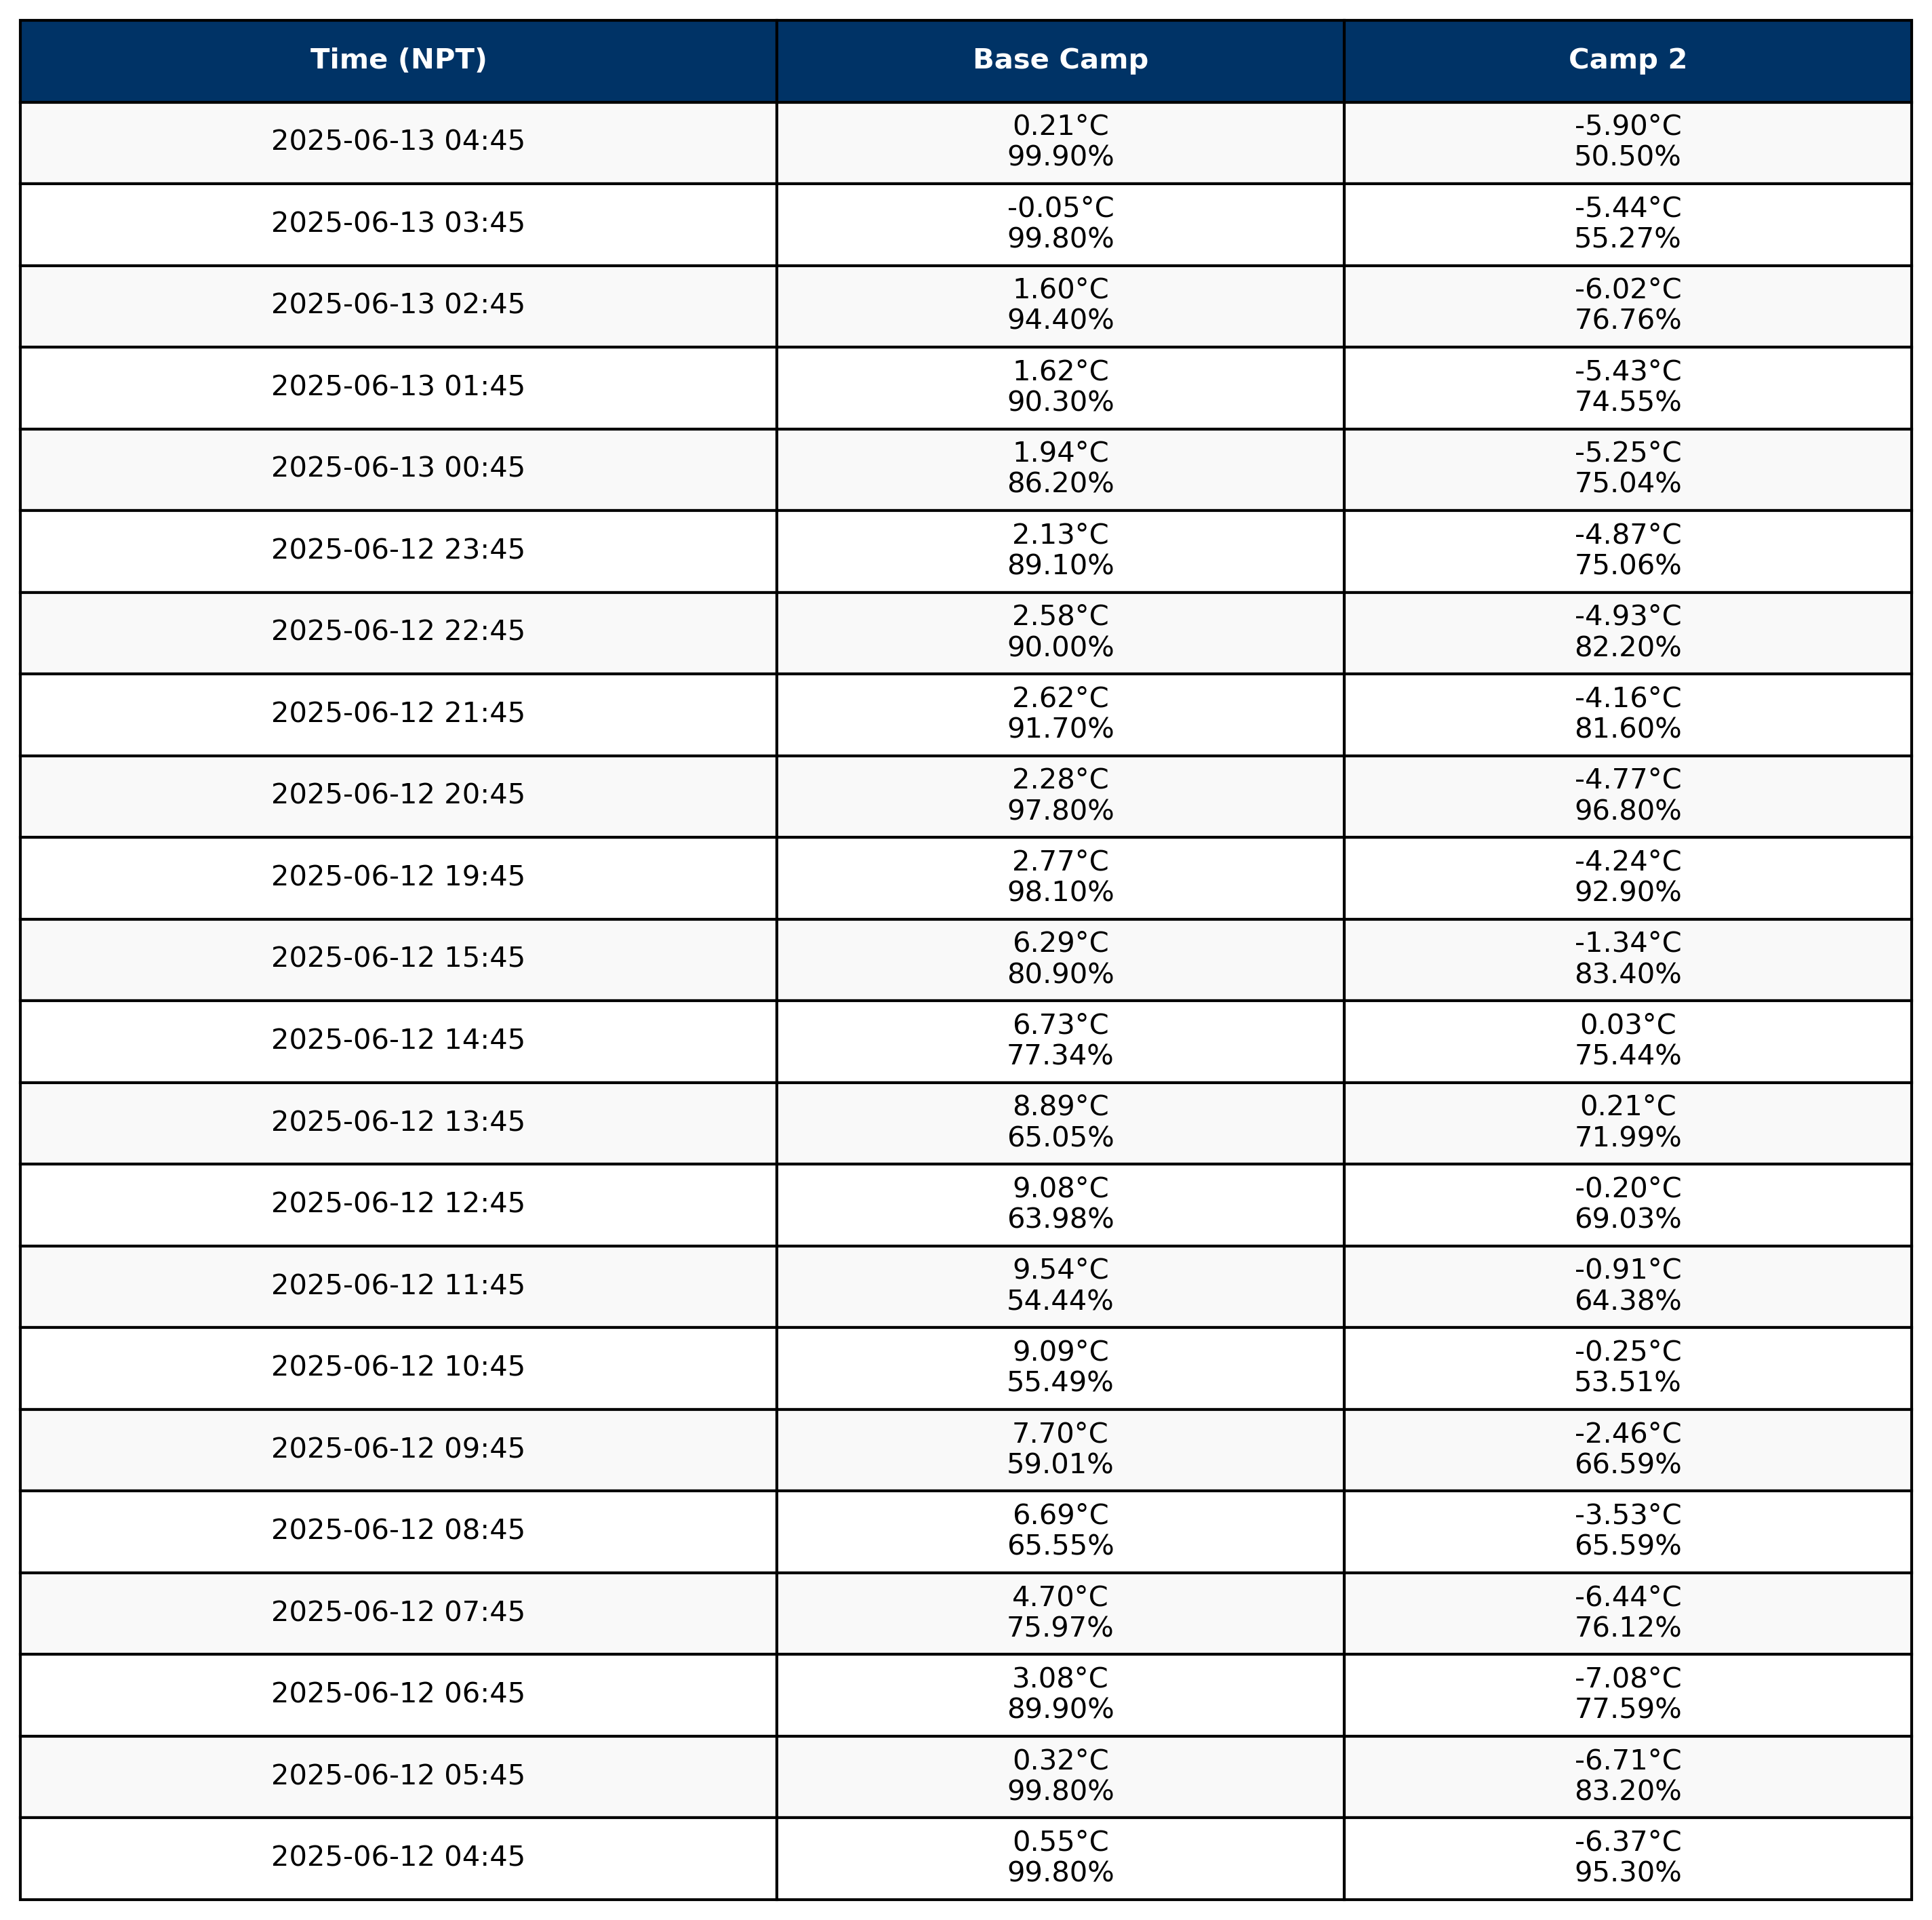 Time (NPT) Base Camp Camp 2
2025-06-13 04:45
0.21°C
99.90%
-5.90°C
50.50%
2025-06-13 03:45
-0.05°C
99.80%
-5.44°C
55.27%
2025-06-13 02:45
1.60°C
94.40%
-6.02°C
76.76%
2025-06-13 01:45
1.62°C
90.30%
-5.43°C
74.55%
2025-06-13 00:45
1.94°C
86.20%
-5.25°C
75.04%
2025-06-12 23:45
2.13°C
89.10%
-4.87°C
75.06%
2025-06-12 22:45
2.58°C
90.00%
-4.93°C
82.20%
2025-06-12 21:45
2.62°C
91.70%
-4.16°C
81.60%
2025-06-12 20:45
2.28°C
97.80%
-4.77°C
96.80%
2025-06-12 19:45
2.77°C
98.10%
-4.24°C
92.90%
2025-06-12 15:45
6.29°C
80.90%
-1.34°C
83.40%
2025-06-12 14:45
6.73°C
77.34%
0.03°C
75.44%
2025-06-12 13:45
8.89°C
65.05%
0.21°C
71.99%
2025-06-12 12:45
9.08°C
63.98%
-0.20°C
69.03%
2025-06-12 11:45
9.54°C
54.44%
-0.91°C
64.38%
2025-06-12 10:45
9.09°C
55.49%
-0.25°C
53.51%
2025-06-12 09:45
7.70°C
59.01%
-2.46°C
66.59%
2025-06-12 08:45
6.69°C
65.55%
-3.53°C
65.59%
2025-06-12 07:45
4.70°C
75.97%
-6.44°C
76.12%
2025-06-12 06:45
3.08°C
89.90%
-7.08°C
77.59%
2025-06-12 05:45
0.32°C
99.80%
-6.71°C
83.20%
2025-06-12 04:45
0.55°C
99.80%
-6.37°C
95.30%